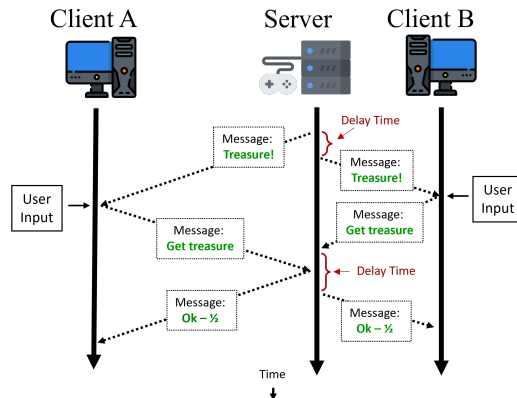 Client A
Server
Client B
Delay Time
Message:
Treasure!
Message:
Treasure!
User
Input
User
Input
Message:
Get treasure
Message:
Get treasure
Delay Time
Message:
Ok – ½
Message:
Ok – ½
Time